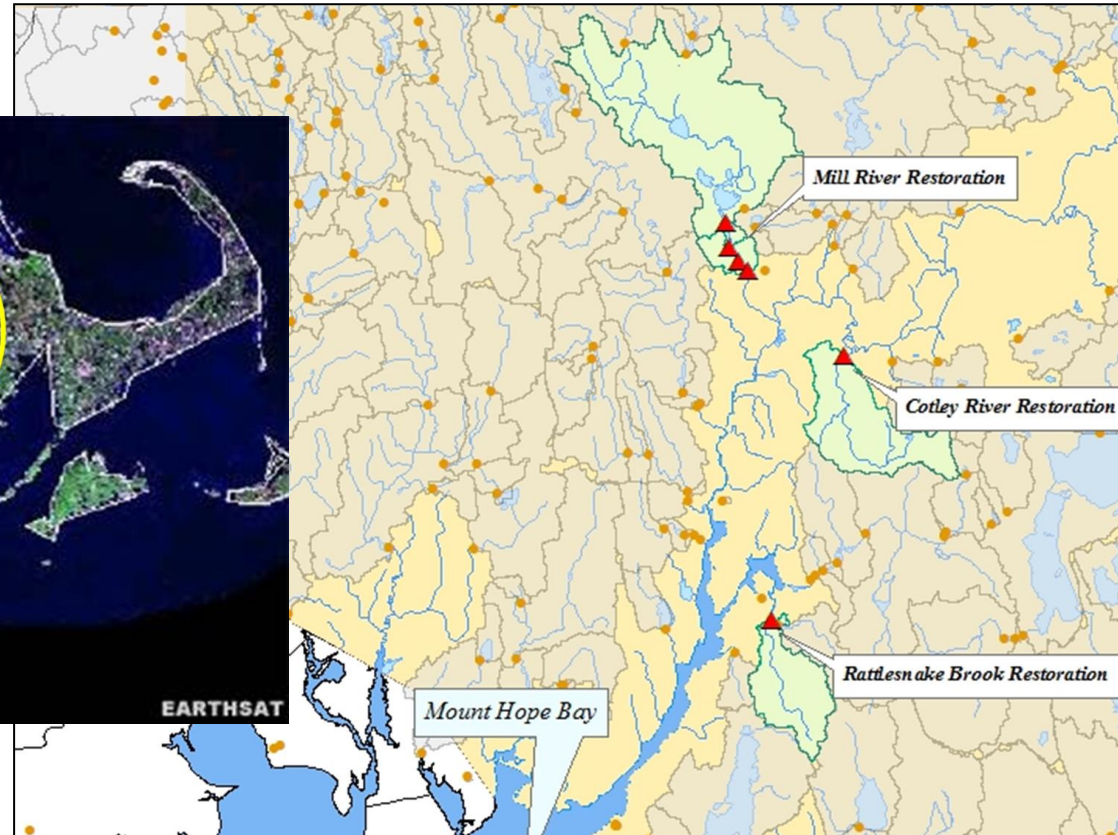 Mill River Restoration
Cotley River Restoration
Rattlesnake Brook Restoration
Mount Hope Bay
EARTHSAT